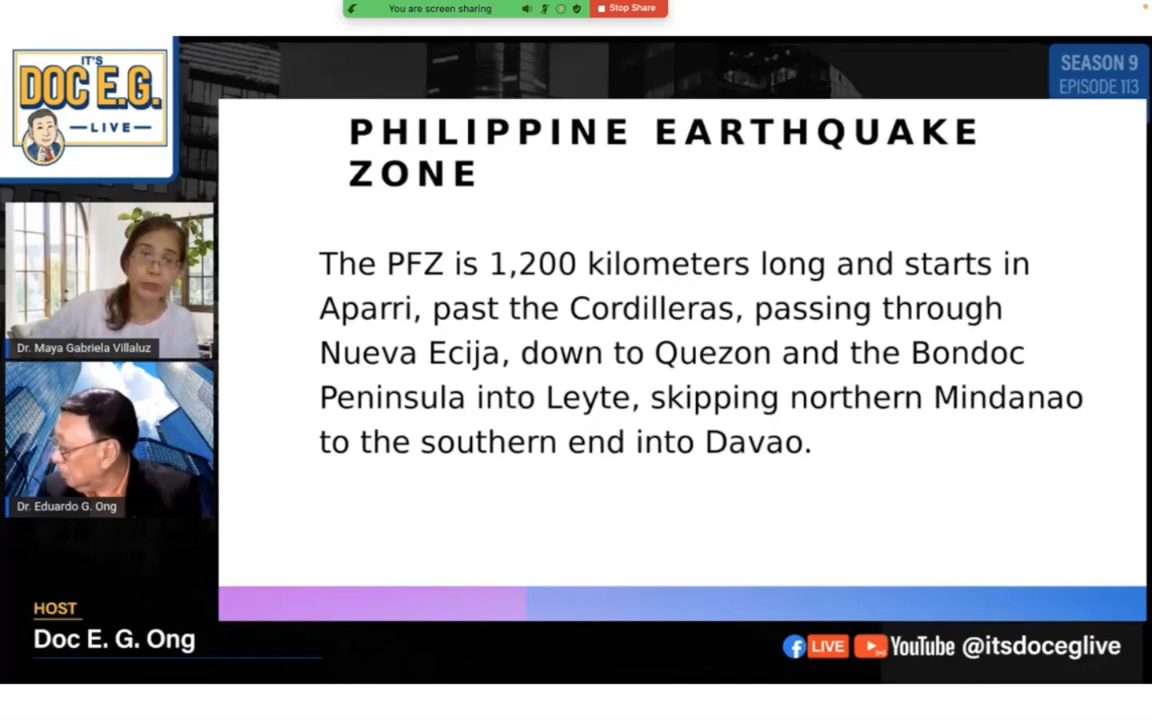 You are screen sharing
Stop Share
IT'S
DOC E.G.
LIVE
SEASON 9
EPISODE 113
PHILIPPINE EARTHQUAKE
ZONE
The PFZ is 1,200 kilometers long and starts in
Aparri, past the Cordilleras, passing through
Nueva Ecija, down to Quezon and the Bondoc
Peninsula into Leyte, skipping northern Mindanao
to the southern end into Davao.
Dr. Maya Gabriela Villaluz
Dr. Eduardo G. Ong
HOST
Doc E. G. Ong
LIVE
YouTube @itsdoceglive